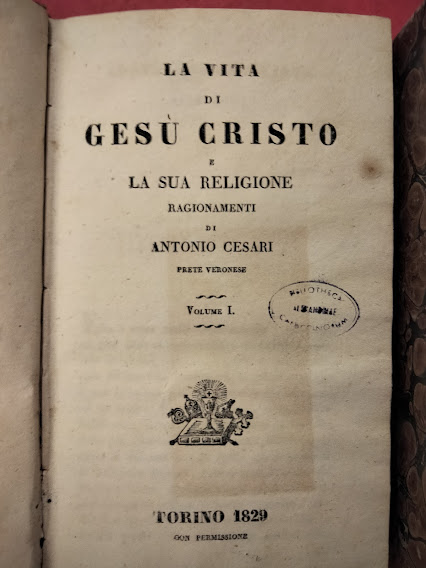 LA VITA
DI
GESÙ CRISTO
E
LA SUA RELIGIONE
RAGIONAMENTI
DI
ANTONIO CESARI
PRETE VERONESE
VOLUME I.
BIBLIOTHECA
TORINO 1829
CON PERMISSIONE